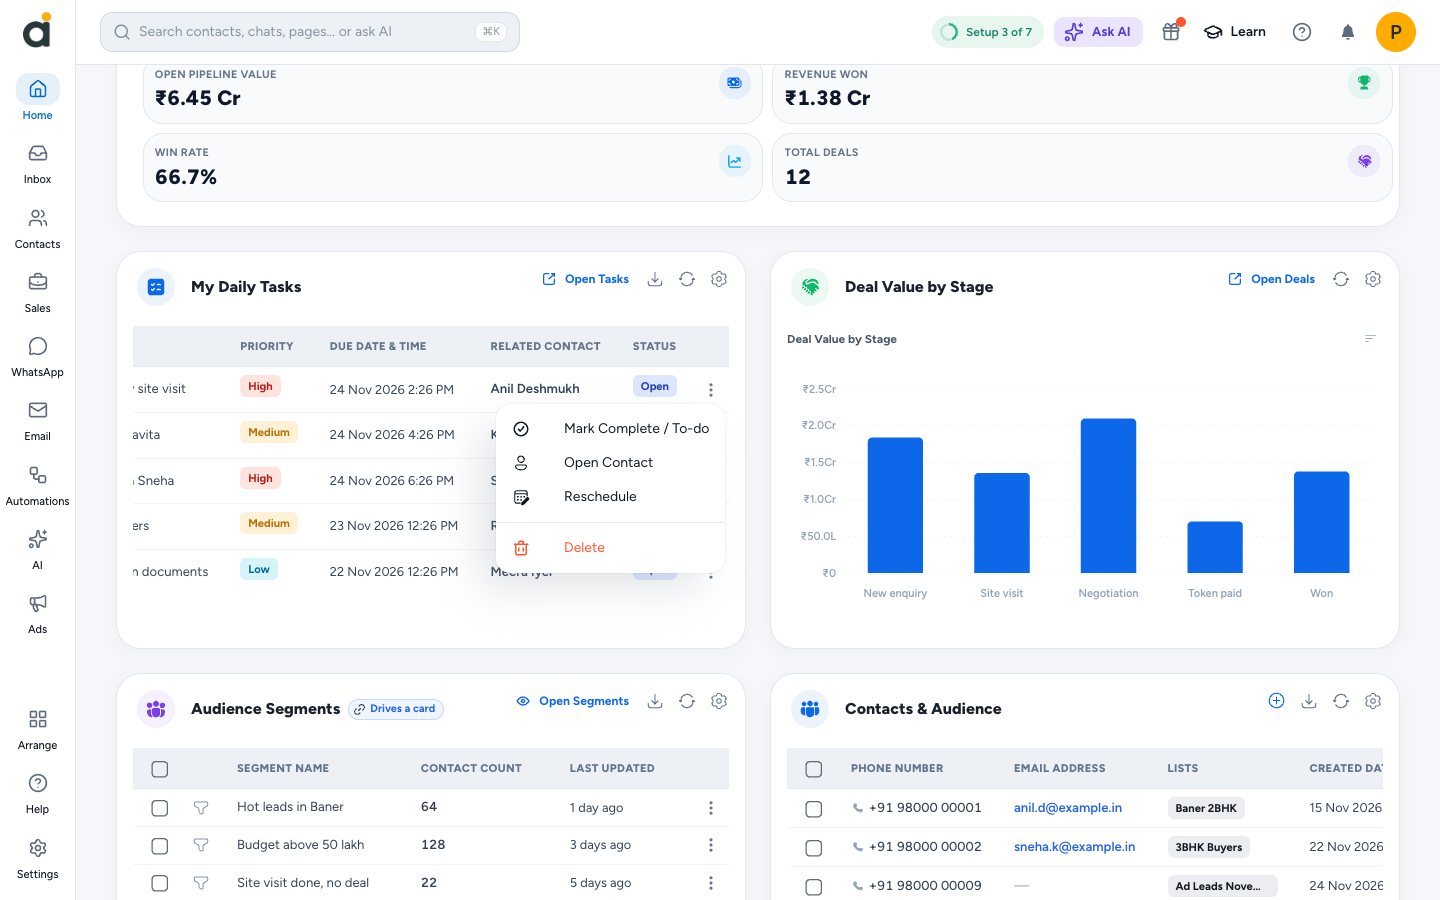 Search contacts, chats, pages... or ask AI
⌘K
Setup 3 of 7
Ask AI
Learn
P
Home
Inbox
Contacts
Sales
WhatsApp
Email
Automations
AI
Ads
Arrange
Help
Settings
OPEN PIPELINE VALUE
₹6.45 Cr
REVENUE WON
₹1.38 Cr
WIN RATE
66.7%
TOTAL DEALS
12
My Daily Tasks
Open Tasks
PRIORITY DUE DATE & TIME RELATED CONTACT STATUS
site visit High 24 Nov 2026 2:26 PM Anil Deshmukh Open
avita Medium 24 Nov 2026 4:26 PM K
Sneha High 24 Nov 2026 6:26 PM
ers Medium 23 Nov 2026 12:26 PM
documents Low 22 Nov 2026 12:26 PM Meera Iyer
Mark Complete / To-do
Open Contact
Reschedule
Delete
Deal Value by Stage
Open Deals
Deal Value by Stage
₹2.5Cr
₹2.0Cr
₹1.5Cr
₹1.0Cr
₹50.0L
₹0
New enquiry Site visit Negotiation Token paid Won
Audience Segments
Drives a card
Open Segments
SEGMENT NAME CONTACT COUNT LAST UPDATED
Hot leads in Baner 64 1 day ago
Budget above 50 lakh 128 3 days ago
Site visit done, no deal 22 5 days ago
Contacts & Audience
PHONE NUMBER EMAIL ADDRESS LISTS CREATED DA
+91 98000 00001 anil.d@example.in Baner 2BHK 15 Nov 2026
+91 98000 00002 sneha.k@example.in 3BHK Buyers 22 Nov 2026
+91 98000 00009 — Ad Leads Nove... 24 Nov 2026